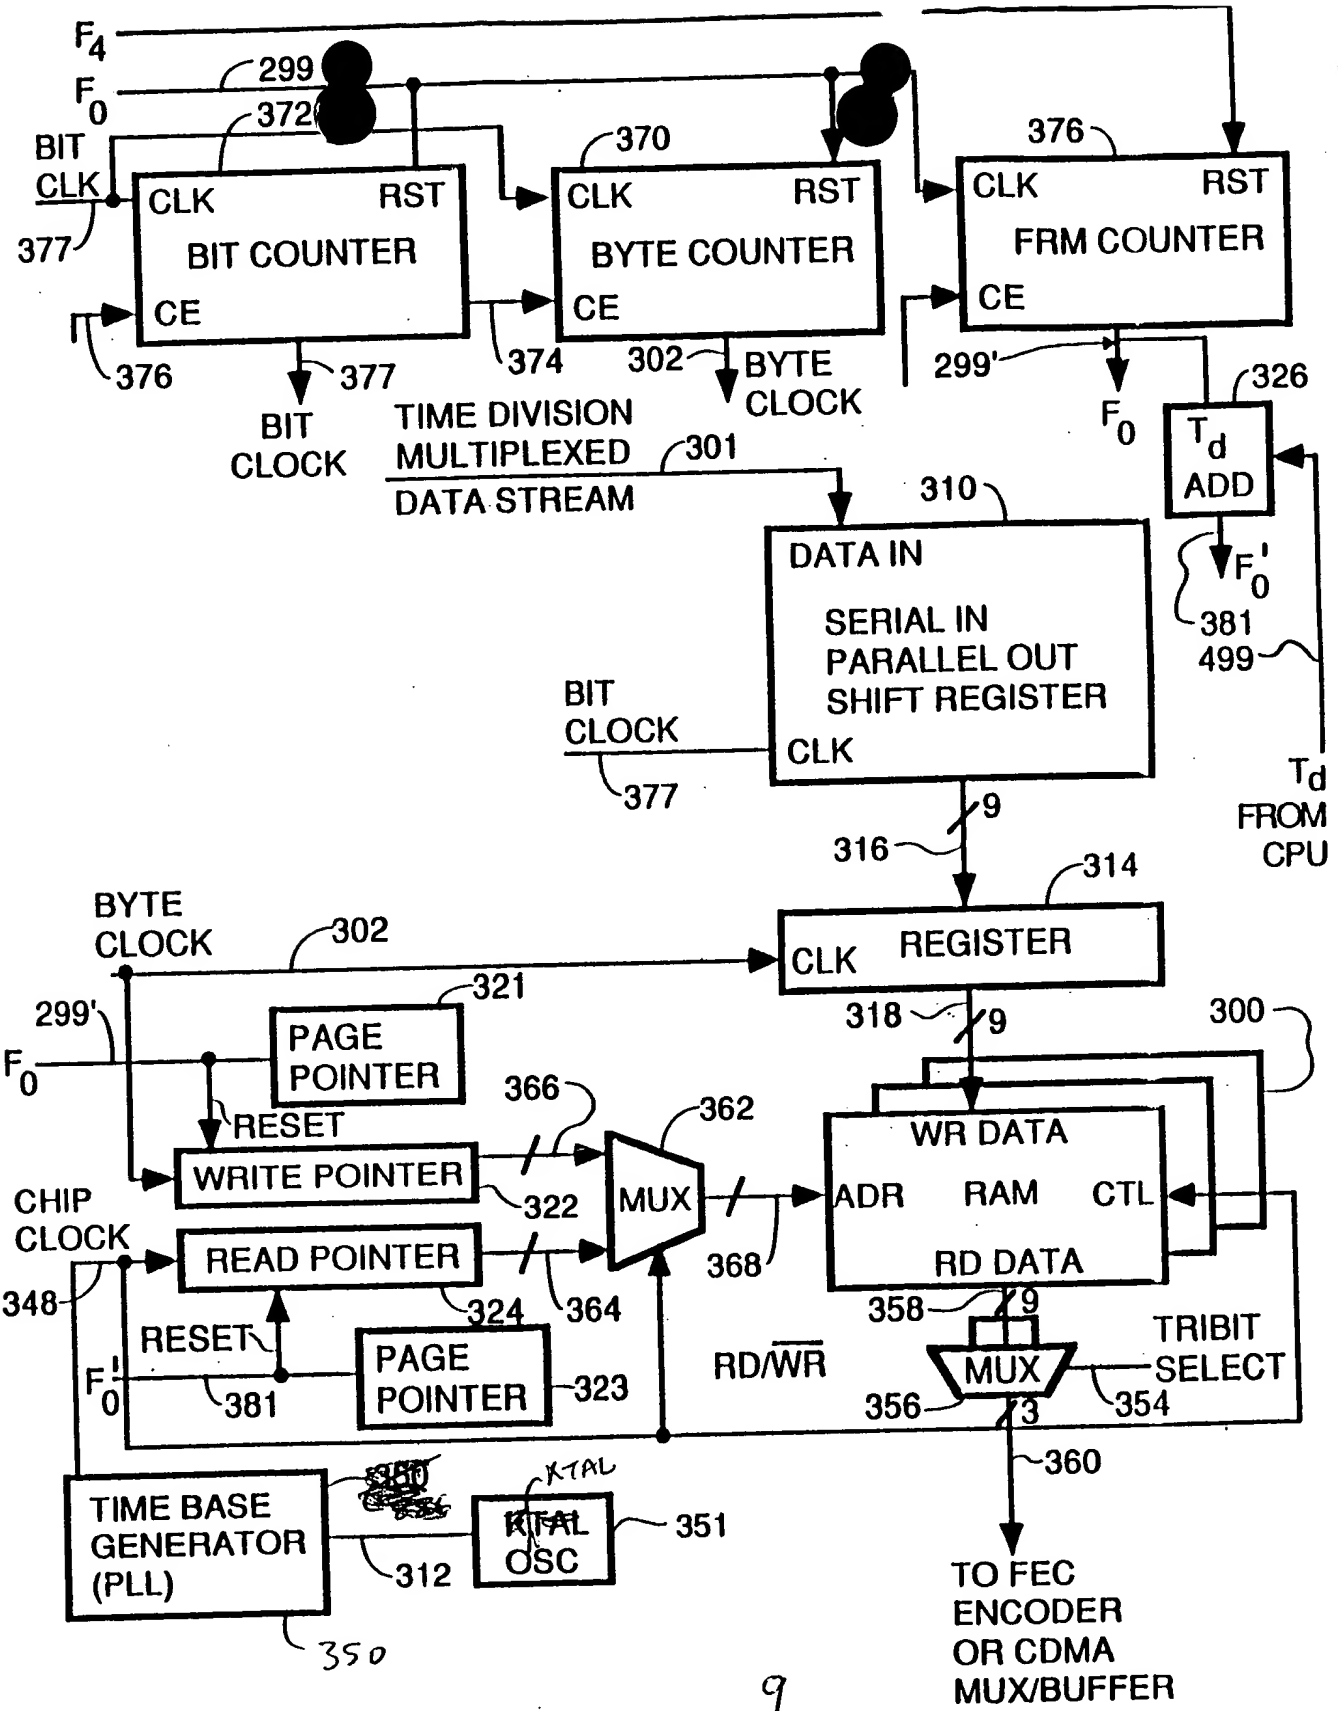 F4
F0
299
372
BIT
CLK
377
CLK
RST
BIT COUNTER
CE
376
377
BIT
CLOCK
374
370
CLK
RST
BYTE COUNTER
CE
302
BYTE
CLOCK
376
CLK
RST
FRM COUNTER
CE
299'
F0
326
Td
ADD
F0'
381
499
Td
FROM
CPU
TIME DIVISION
MULTIPLEXED
DATA STREAM
301
310
DATA IN
SERIAL IN
PARALLEL OUT
SHIFT REGISTER
CLK
BIT
CLOCK
377
9
316
314
REGISTER
CLK
BYTE
CLOCK
302
318
9
300
299'
F0
321
PAGE
POINTER
RESET
WRITE POINTER
322
366
362
MUX
368
WR DATA
ADR
RAM
CTL
RD DATA
CHIP
CLOCK
348
READ POINTER
324
364
RESET
F0'
381
PAGE
POINTER
323
RD/WR
358
9
MUX
356
3
354
TRIBIT
SELECT
360
TO FEC
ENCODER
OR CDMA
MUX/BUFFER
TIME BASE
GENERATOR
(PLL)
350
312
XTAL
OSC
351
9